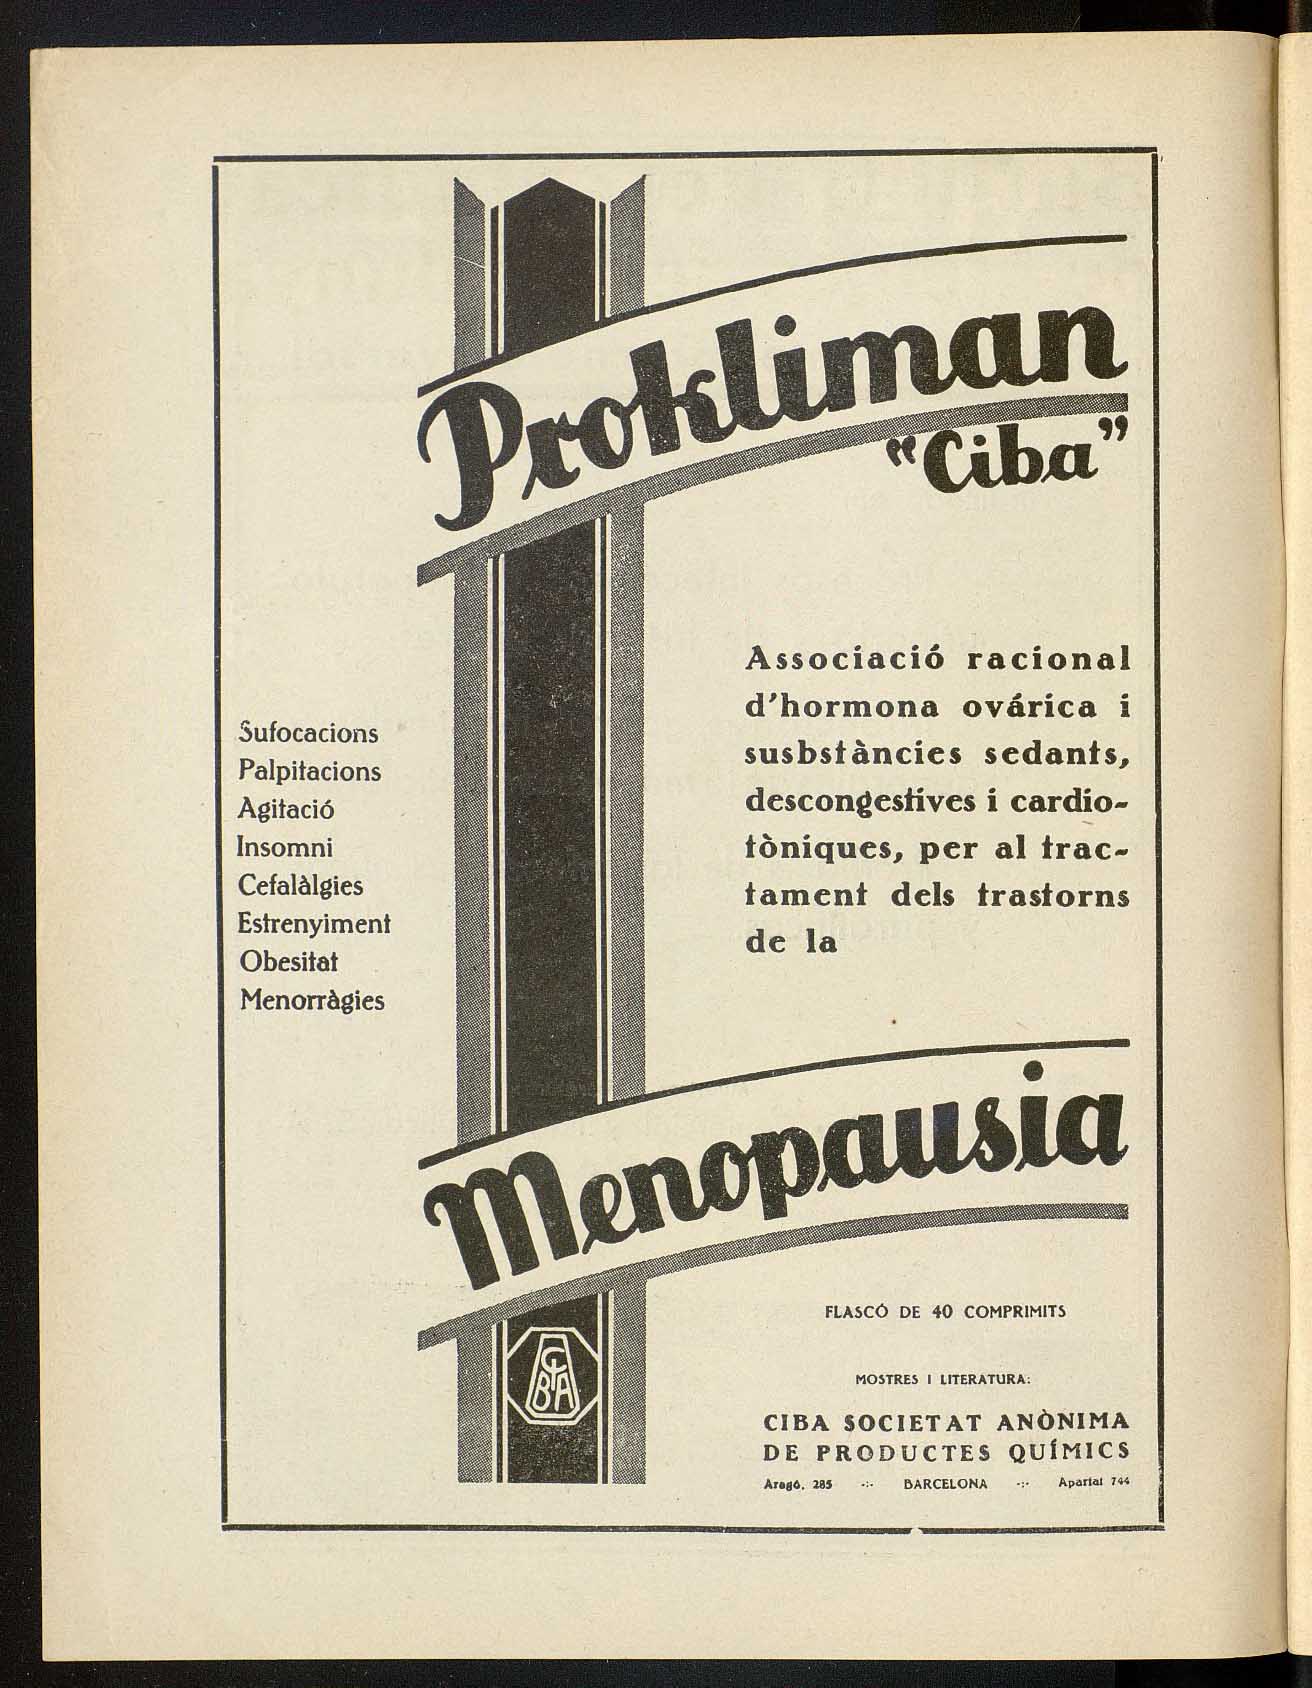 Prokliman
"Ciba"
Sufocacions
Palpitacions
Agitació
Insomni
Cefalàlgies
Estrenyiment
Obesitat
Menorràgies
Associació racional
d'hormona ovárica i
susbstàncies sedants,
descongestives i cardio-
tòniques, per al trac-
tament dels trastorns
de la
Menopausia
CIBA
FLASCÓ DE 40 COMPRIMITS
MOSTRES I LITERATURA:
CIBA SOCIETAT ANÒNIMA
DE PRODUCTES QUÍMICS
Aragó, 285 -:- BARCELONA -:- Apartat 744